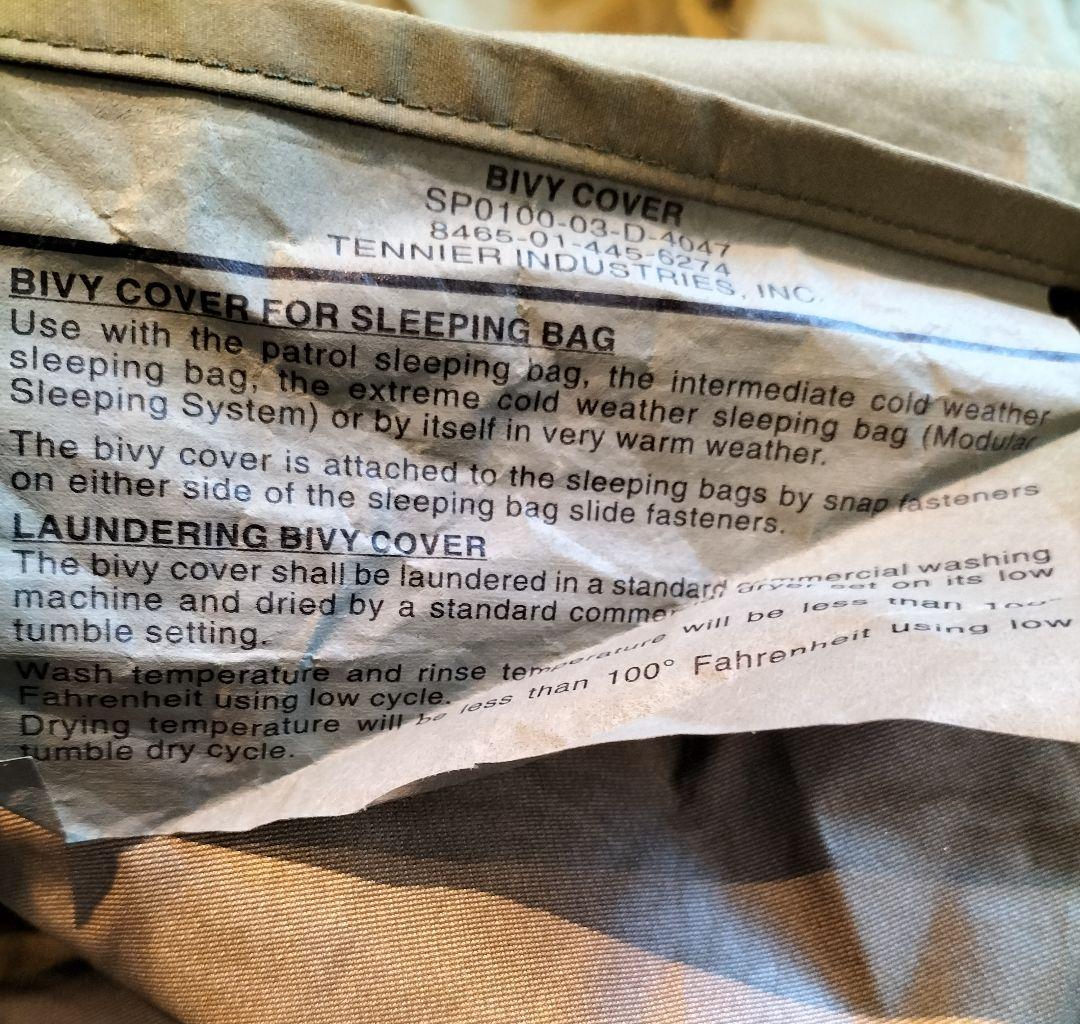 BIVY COVER
SP0100-03-D-4047
8465-01-445-6274
TENNIER INDUSTRIES, INC.
BIVY COVER FOR SLEEPING BAG
Use with the patrol sleeping bag, the intermediate cold weather
sleeping bag, the extreme cold weather sleeping bag (Modular
Sleeping System) or by itself in very warm weather.
The bivy cover is attached to the sleeping bags by snap fasteners
on either side of the sleeping bag slide fasteners.
LAUNDERING BIVY COVER
The bivy cover shall be laundered in a standard commercial washing
machine and dried by a standard set on its low
tumble setting.
Wash temperature and rinse temperature will be less than
Fahrenheit using low cycle.
Drying temperature will be less than 100° Fahrenheit using low
tumble dry cycle.